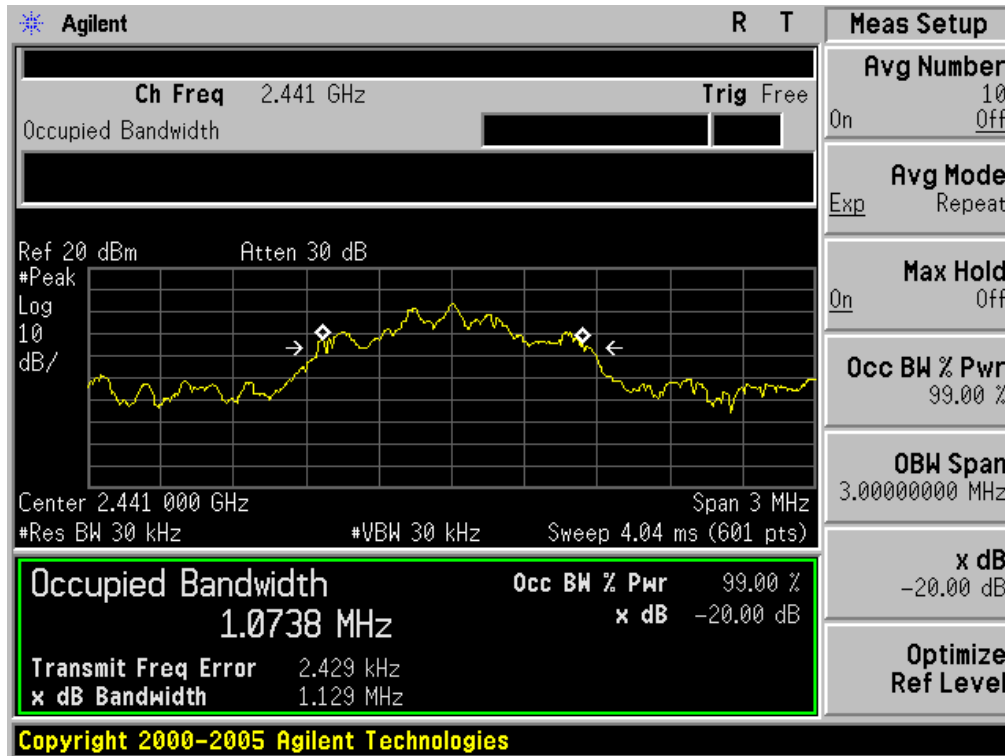 Agilent R T
Ch Freq 2.441 GHz Trig Free
Occupied Bandwidth
Ref 20 dBm Atten 30 dB
#Peak
Log
10
dB/
Center 2.441 000 GHz Span 3 MHz
#Res BW 30 kHz #VBW 30 kHz Sweep 4.04 ms (601 pts)
Occupied Bandwidth
1.0738 MHz
Occ BW % Pwr 99.00 %
x dB -20.00 dB
Transmit Freq Error 2.429 kHz
x dB Bandwidth 1.129 MHz
Copyright 2000-2005 Agilent Technologies
Meas Setup
Avg Number
10
On Off
Avg Mode
Exp Repeat
Max Hold
On Off
Occ BW % Pwr
99.00 %
OBW Span
3.00000000 MHz
x dB
-20.00 dB
Optimize
Ref Level